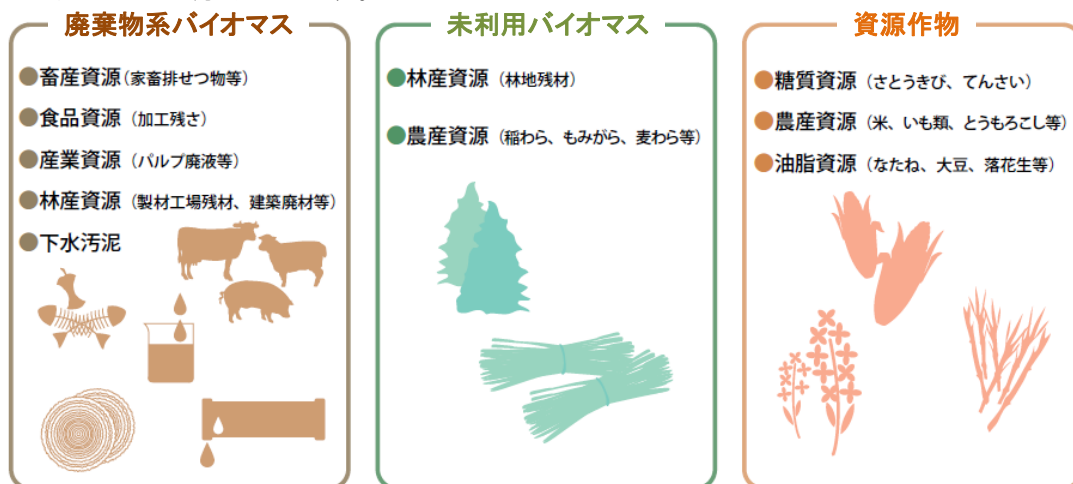 廃棄物系バイオマス
●畜産資源(家畜排せつ物等)
●食品資源(加工残さ)
●産業資源(パルプ廃液等)
●林産資源(製材工場残材、建築廃材等)
●下水汚泥
未利用バイオマス
●林産資源(林地残材)
●農産資源(稲わら、もみがら、麦わら等)
資源作物
●糖質資源(さとうきび、てんさい)
●農産資源(米、いも類、とうもろこし等)
●油脂資源(なたね、大豆、落花生等)